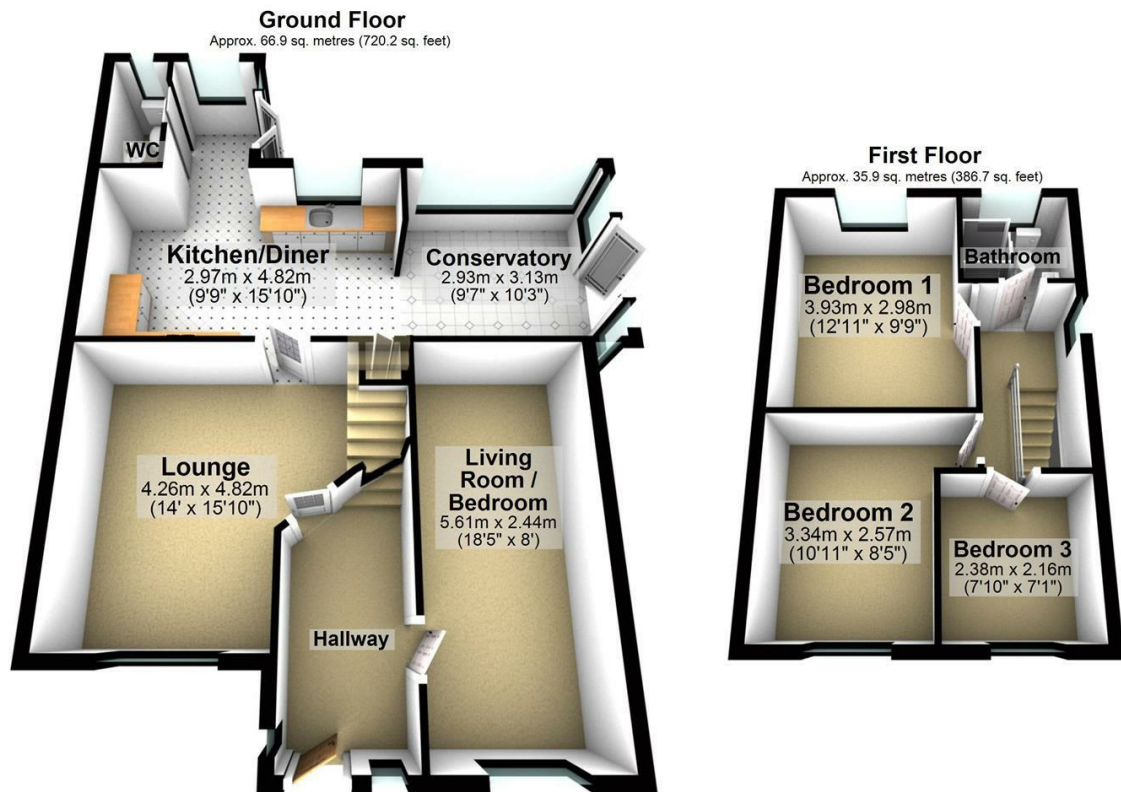 Ground Floor
Approx. 66.9 sq. metres (720.2 sq. feet)
WC
Kitchen/Diner
2.97m x 4.82m
(9'9" x 15'10")
Conservatory
2.93m x 3.13m
(9'7" x 10'3")
Lounge
4.26m x 4.82m
(14' x 15'10")
Living
Room /
Bedroom
5.61m x 2.44m
(18'5" x 8')
Hallway
First Floor
Approx. 35.9 sq. metres (386.7 sq. feet)
Bathroom
Bedroom 1
3.93m x 2.98m
(12'11" x 9'9")
Bedroom 2
3.34m x 2.57m
(10'11" x 8'5")
Bedroom 3
2.38m x 2.16m
(7'10" x 7'1")